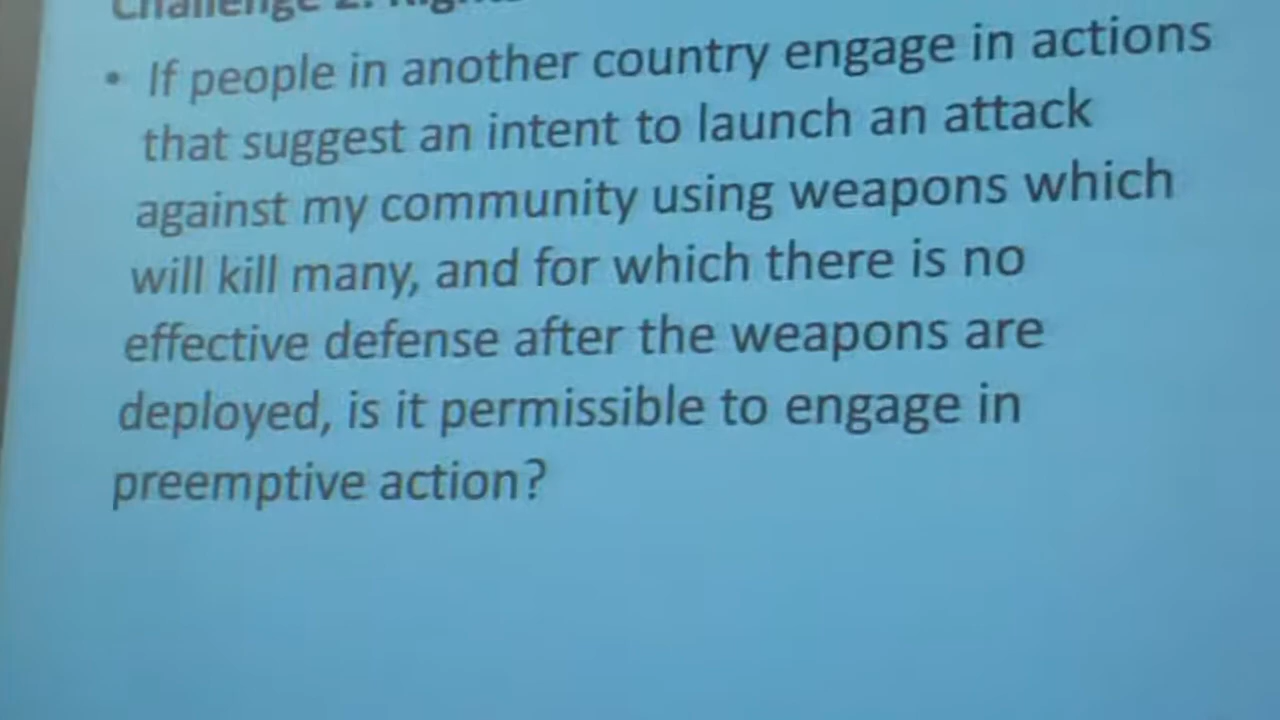 Challenge 2:
• If people in another country engage in actions
that suggest an intent to launch an attack
against my community using weapons which
will kill many, and for which there is no
effective defense after the weapons are
deployed, is it permissible to engage in
preemptive action?